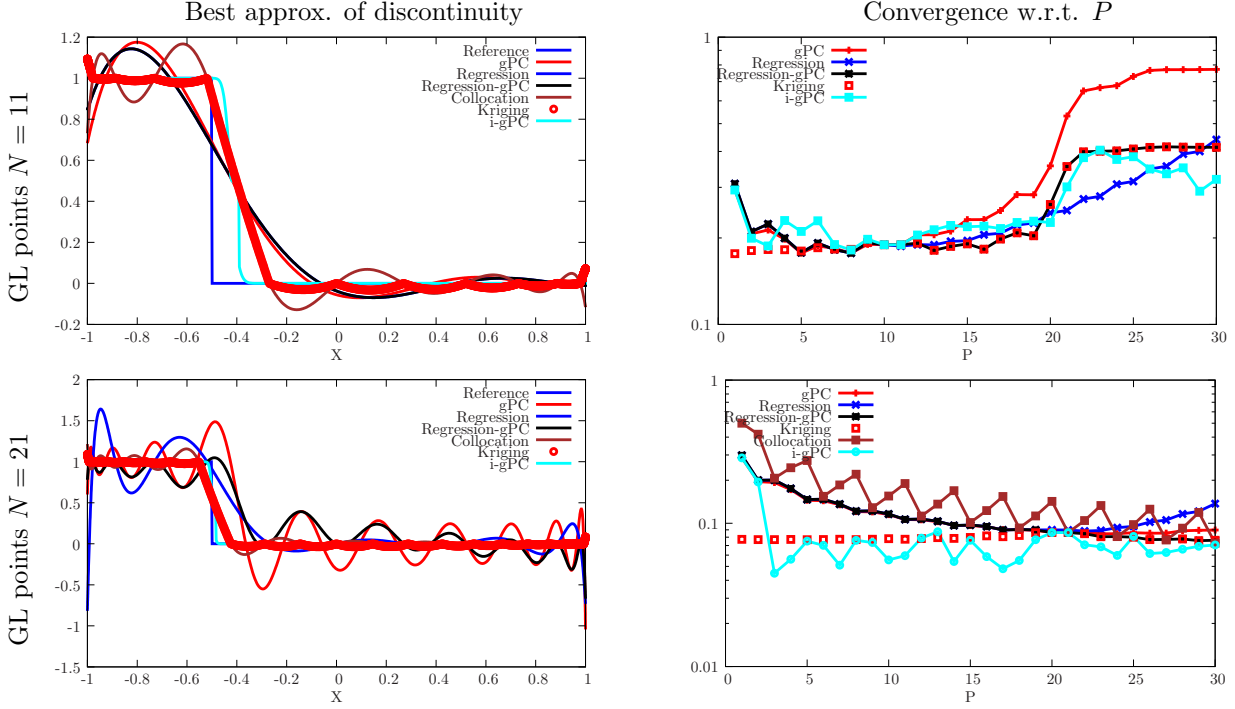 Best approx. of discontinuity
Convergence w.r.t. P
GL points N = 11
1.2
1
0.8
0.6
0.4
0.2
0
-0.2
-1
-0.8
-0.6
-0.4
-0.2
0
0.2
0.4
0.6
0.8
1
X
Reference
gPC
Regression
Regression-gPC
Collocation
Kriging
i-gPC
1
0.1
0
5
10
15
20
25
30
P
gPC
Regression
Regression-gPC
Kriging
i-gPC
GL points N = 21
2
1.5
1
0.5
0
-0.5
-1
-1.5
-1
-0.8
-0.6
-0.4
-0.2
0
0.2
0.4
0.6
0.8
1
X
Reference
gPC
Regression
Regression-gPC
Collocation
Kriging
i-gPC
1
0.1
0.01
0
5
10
15
20
25
30
P
gPC
Regression
Regression-gPC
Kriging
Collocation
i-gPC